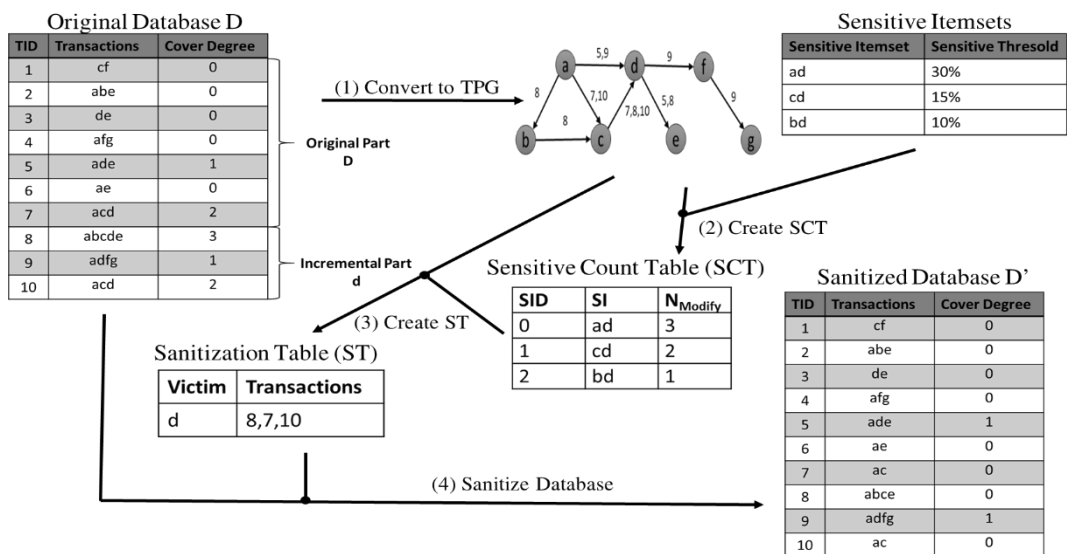 Original Database D
TID Transactions Cover Degree
1 cf 0
2 abe 0
3 de 0
4 afg 0
5 ade 1
6 ae 0
7 acd 2
8 abcde 3
9 adfg 1
10 acd 2
Original Part
D
Incremental Part
d
(1) Convert to TPG
a
d
f
b
c
e
g
5,9
9
8
7,10
7,8,10
5,8
9
8
Sensitive Itemsets
Sensitive Itemset Sensitive Thresold
ad 30%
cd 15%
bd 10%
(2) Create SCT
Sensitive Count Table (SCT)
SID SI NModify
0 ad 3
1 cd 2
2 bd 1
(3) Create ST
Sanitization Table (ST)
Victim Transactions
d 8,7,10
(4) Sanitize Database
Sanitized Database D’
TID Transactions Cover Degree
1 cf 0
2 abe 0
3 de 0
4 afg 0
5 ade 1
6 ae 0
7 ac 0
8 abce 0
9 adfg 1
10 ac 0